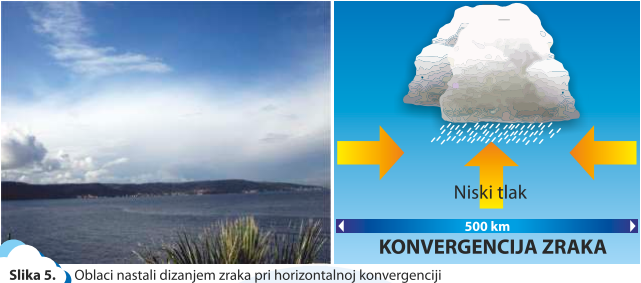 Niski tlak
500 km
KONVERGENCIJA ZRAKA
Slika 5. Oblaci nastali dizanjem zraka pri horizontalnoj konvergenciji